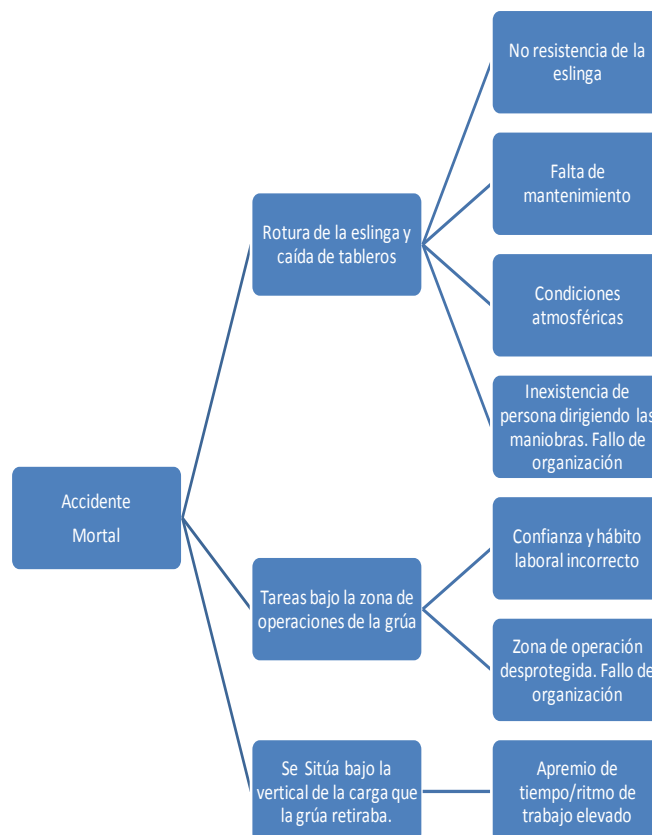 No resistencia de la
eslinga
Falta de
mantenimiento
Rotura de la eslinga y
caída de tableros
Condiciones
atmosféricas
Inexistencia de
persona dirigiendo las
maniobras. Fallo de
organización
Accidente
Mortal
Confianza y hábito
laboral incorrecto
Tareas bajo la zona de
operaciones de la grúa
Zona de operación
desprotegida. Fallo de
organización
Se Sitúa bajo la
vertical de la carga que
la grúa retiraba.
Apremio de
tiempo/ritmo de
trabajo elevado